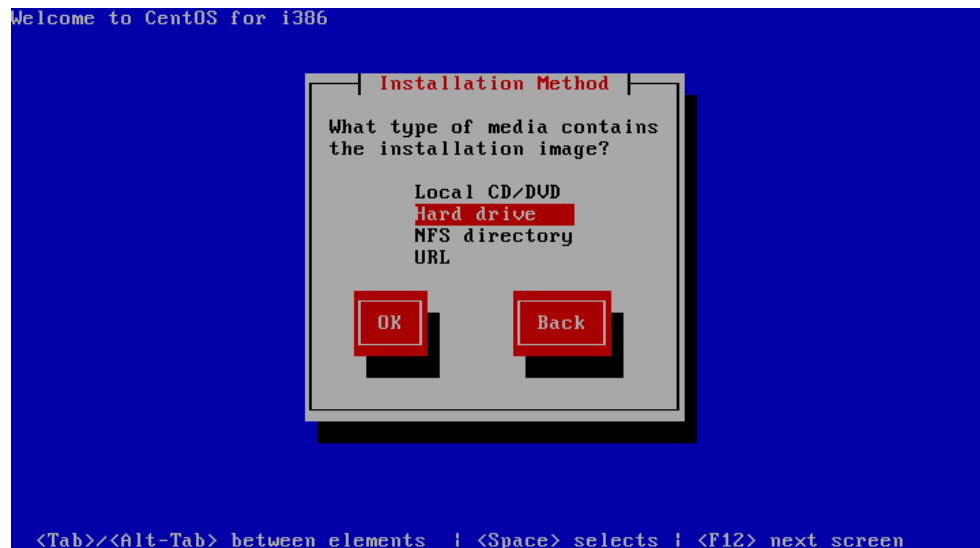 Welcome to CentOS for i386
Installation Method
What type of media contains
the installation image?
Local CD/DVD
Hard drive
NFS directory
URL
OK
Back
<Tab>/<Alt-Tab> between elements | <Space> selects | <F12> next screen